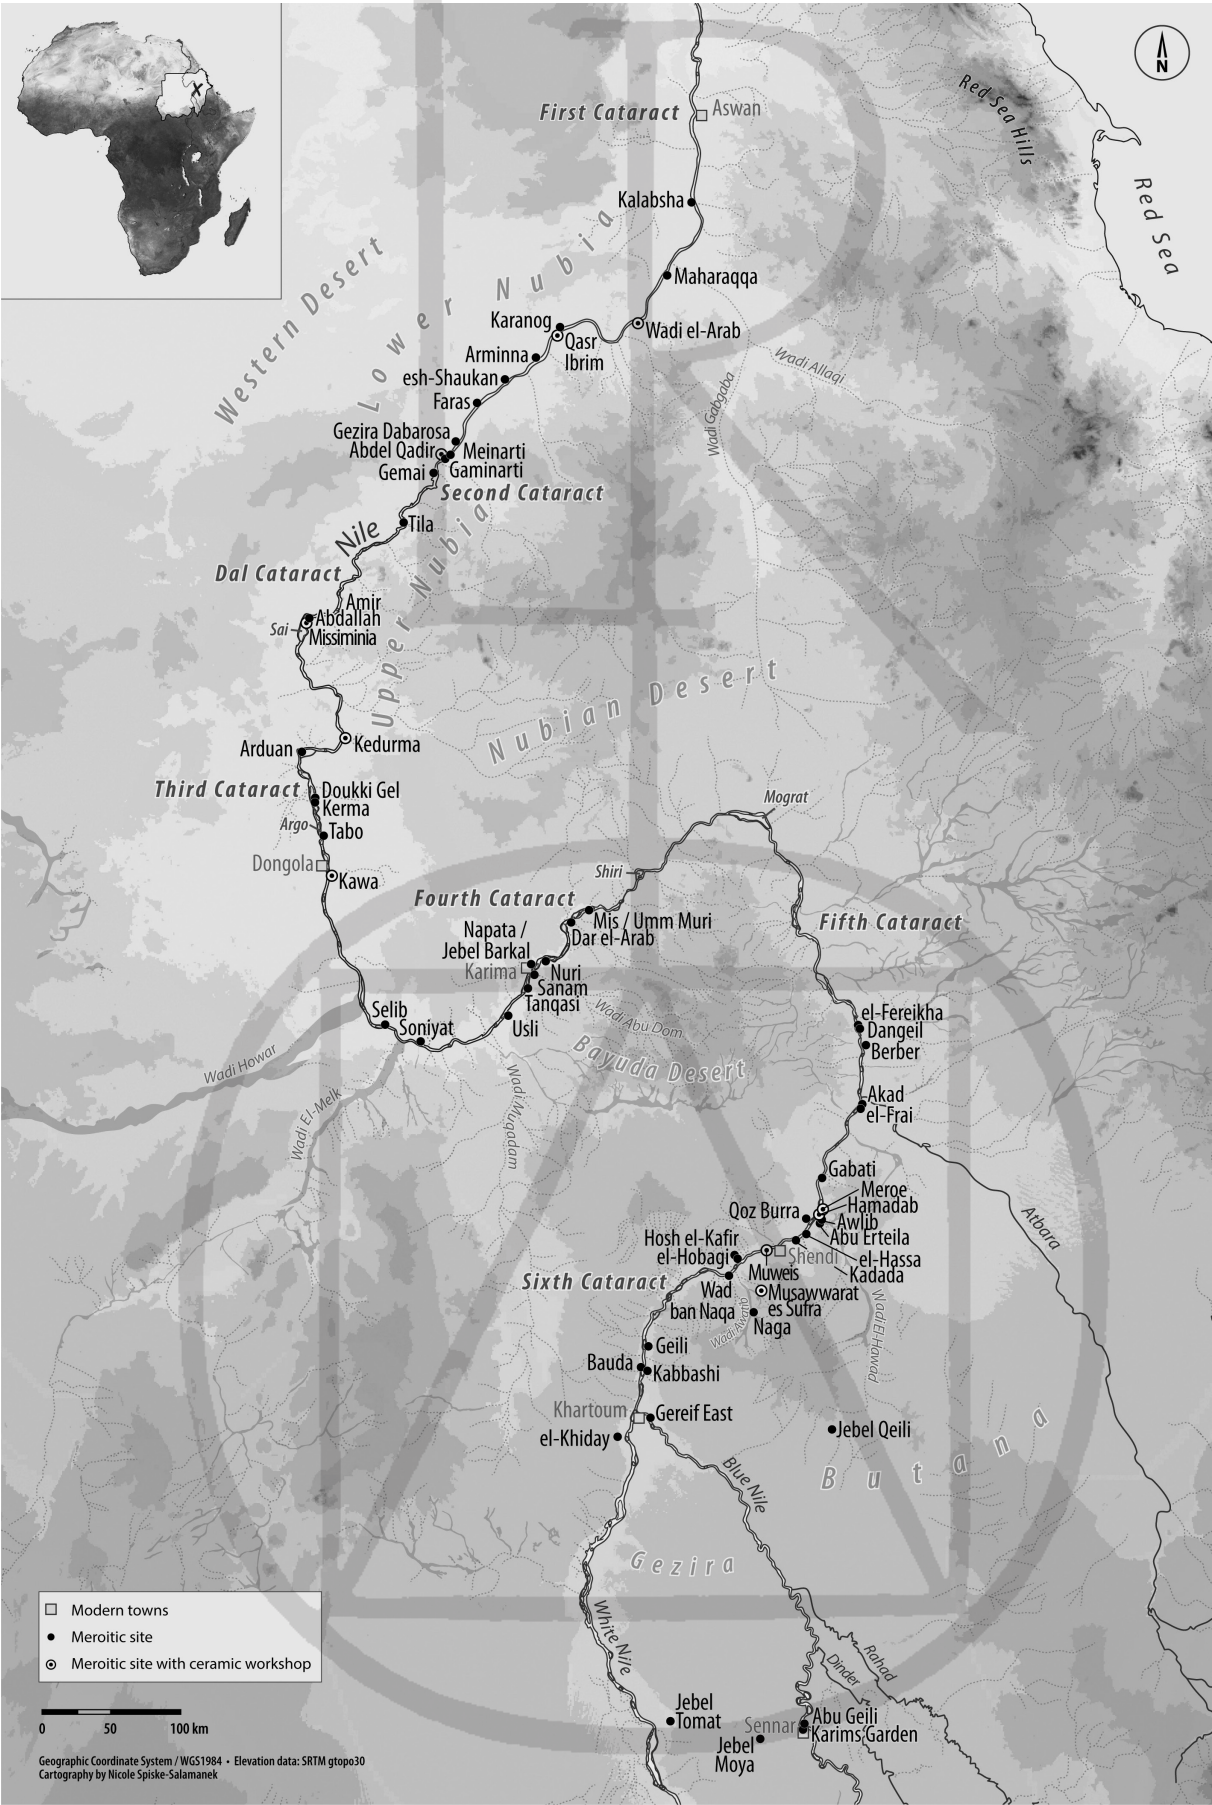 N
First Cataract
Aswan
Red Sea Hills
Red Sea
Kalabsha
Western Desert
Lower Nubia
Maharaqqa
Karanog
Qasr
Ibrim
Wadi el-Arab
Arminna
esh-Shaukan
Faras
Wadi Allaqi
Wadi Gabgaba
Gezira Dabarosa
Abdel Qadir
Meinarti
Gemai
Gaminarti
Second Cataract
Tila
Nile
Upper Nubia
Dal Cataract
Amir
Abdallah
Sai
Missiminia
Nubian Desert
Arduan
Kedurma
Third Cataract
Doukki Gel
Kerma
Argo
Tabo
Mograt
Dongola
Kawa
Shiri
Fourth Cataract
Mis / Umm Muri
Dar el-Arab
Fifth Cataract
Napata /
Jebel Barkal
Karima
Nuri
Sanam
Tanqasi
Selib
Soniyat
Usli
Wadi Abu Dom
Bayuda Desert
el-Fereikha
Dangeil
Berber
Wadi Howar
Wadi El-Melk
Wadi Muqadam
Akad
el-Frai
Gabati
Meroe
Hamadab
Qoz Burra
Awlib
Abu Erteila
Atbara
Hosh el-Kafir
el-Hobagi
Shendi
el-Hassa
Kadada
Muweis
Sixth Cataract
Wad
ban Naqa
Musawwarat
es Sufra
Naga
Wadi Awateib
Wadi El-Hawad
Geili
Bauda
Kabbashi
Khartoum
Gereif East
el-Khiday
Jebel Qeili
Butana
Blue Nile
Gezira
White Nile
Rahad
Dinder
Jebel
Tomat
Sennar
Abu Geili
Karims Garden
Jebel
Moya
Modern towns
Meroitic site
Meroitic site with ceramic workshop
0 50 100 km
Geographic Coordinate System / WGS1984 • Elevation data: SRTM gtopo30
Cartography by Nicole Spiske-Salamanek